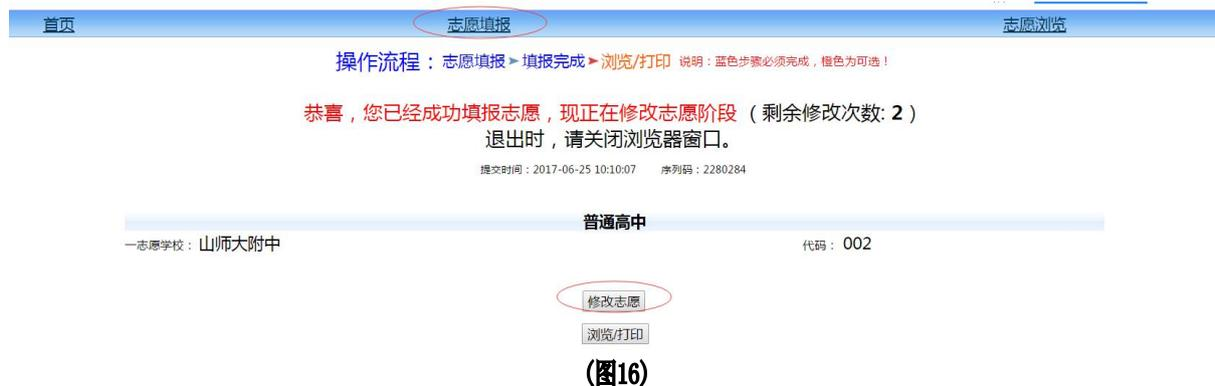 首页 志愿填报 志愿浏览
操作流程：志愿填报➤填报完成➤浏览/打印 说明：蓝色步骤必须完成，橙色为可选！
恭喜，您已经成功填报志愿，现正在修改志愿阶段（剩余修改次数: 2）
退出时，请关闭浏览器窗口。
提交时间：2017-06-25 10:10:07 序列码：2280284
普通高中
一志愿学校：山师大附中 代码：002
修改志愿
浏览/打印
(图16)